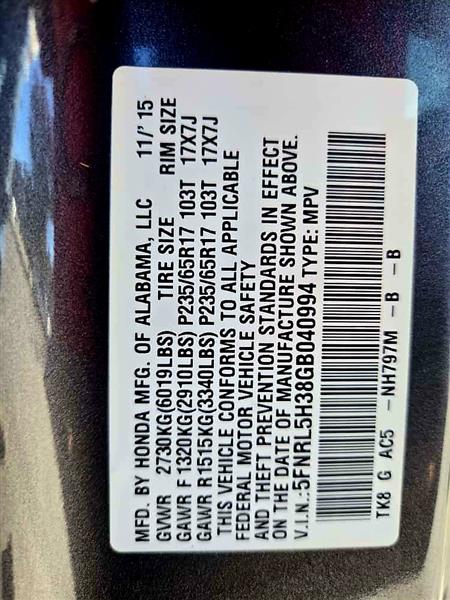 MFD. BY HONDA MFG. OF ALABAMA, LLC 11/'15
GVWR 2730KG(6019LBS) TIRE SIZE RIM SIZE
GAWR F 1320KG(2910LBS) P235/65R17 103T 17X7J
GAWR R1515KG(3340LBS) P235/65R17 103T 17X7J
THIS VEHICLE CONFORMS TO ALL APPLICABLE
FEDERAL MOTOR VEHICLE SAFETY
AND THEFT PREVENTION STANDARDS IN EFFECT
ON THE DATE OF MANUFACTURE SHOWN ABOVE.
V.I.N.:5FNRL5H38GB040994 TYPE: MPV
TK8 G AC5 - NH797M - B - B